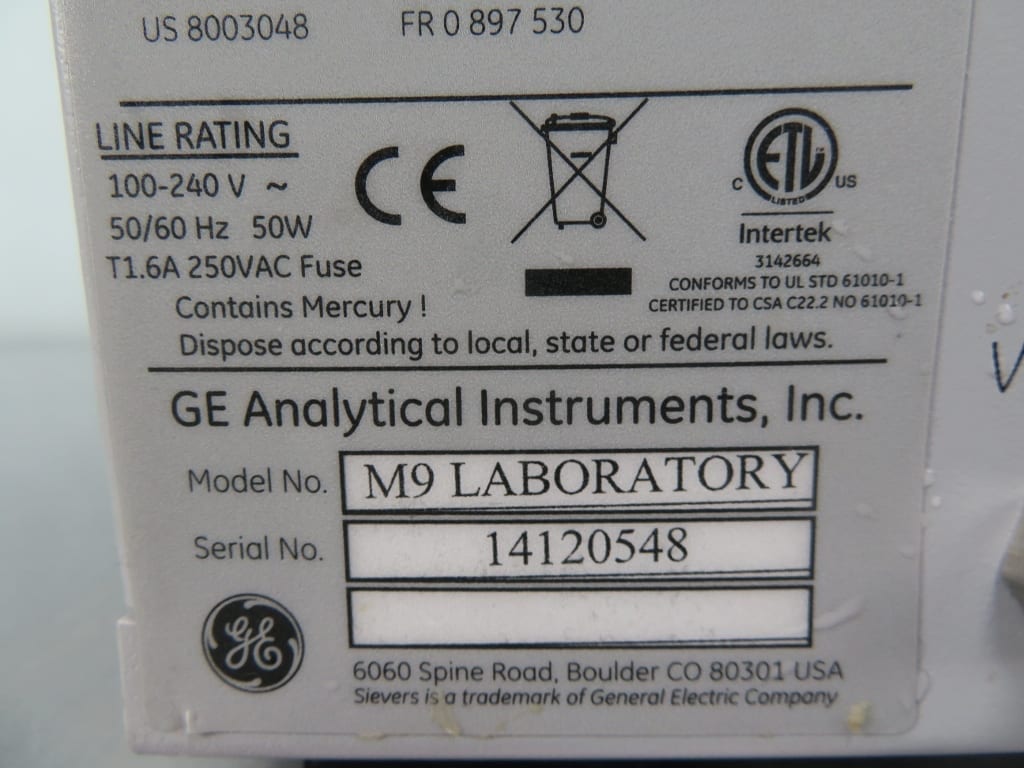 US 8003048 FR 0 897 530
LINE RATING
100-240 V ~
50/60 Hz 50W
T1.6A 250VAC Fuse
CE
C ETL US
LISTED
Intertek
3142664
CONFORMS TO UL STD 61010-1
CERTIFIED TO CSA C22.2 NO 61010-1
Contains Mercury !
Dispose according to local, state or federal laws.
GE Analytical Instruments, Inc.
Model No. M9 LABORATORY
Serial No. 14120548
GE
6060 Spine Road, Boulder CO 80301 USA
Sievers is a trademark of General Electric Company